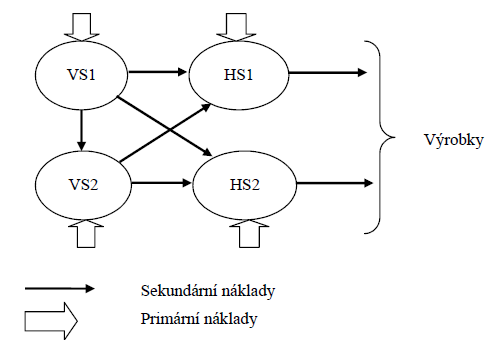 VS1
HS1
Výrobky
VS2
HS2
Sekundární náklady
Primární náklady